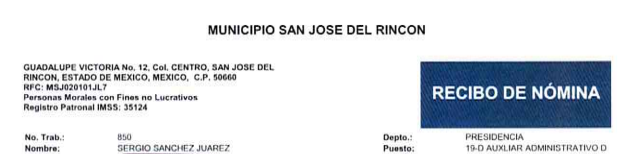 MUNICIPIO SAN JOSE DEL RINCON
GUADALUPE VICTORIA No. 12, Col. CENTRO, SAN JOSE DEL
RINCON, ESTADO DE MEXICO, MEXICO, C.P. 50660
RFC: MSJ020101JL7
Personas Morales con Fines no Lucrativos
Registro Patronal IMSS: 35124
RECIBO DE NÓMINA
No. Trab.: 850 Depto.: PRESIDENCIA
Nombre: SERGIO SANCHEZ JUAREZ Puesto: 19-D AUXLIAR ADMINISTRATIVO D